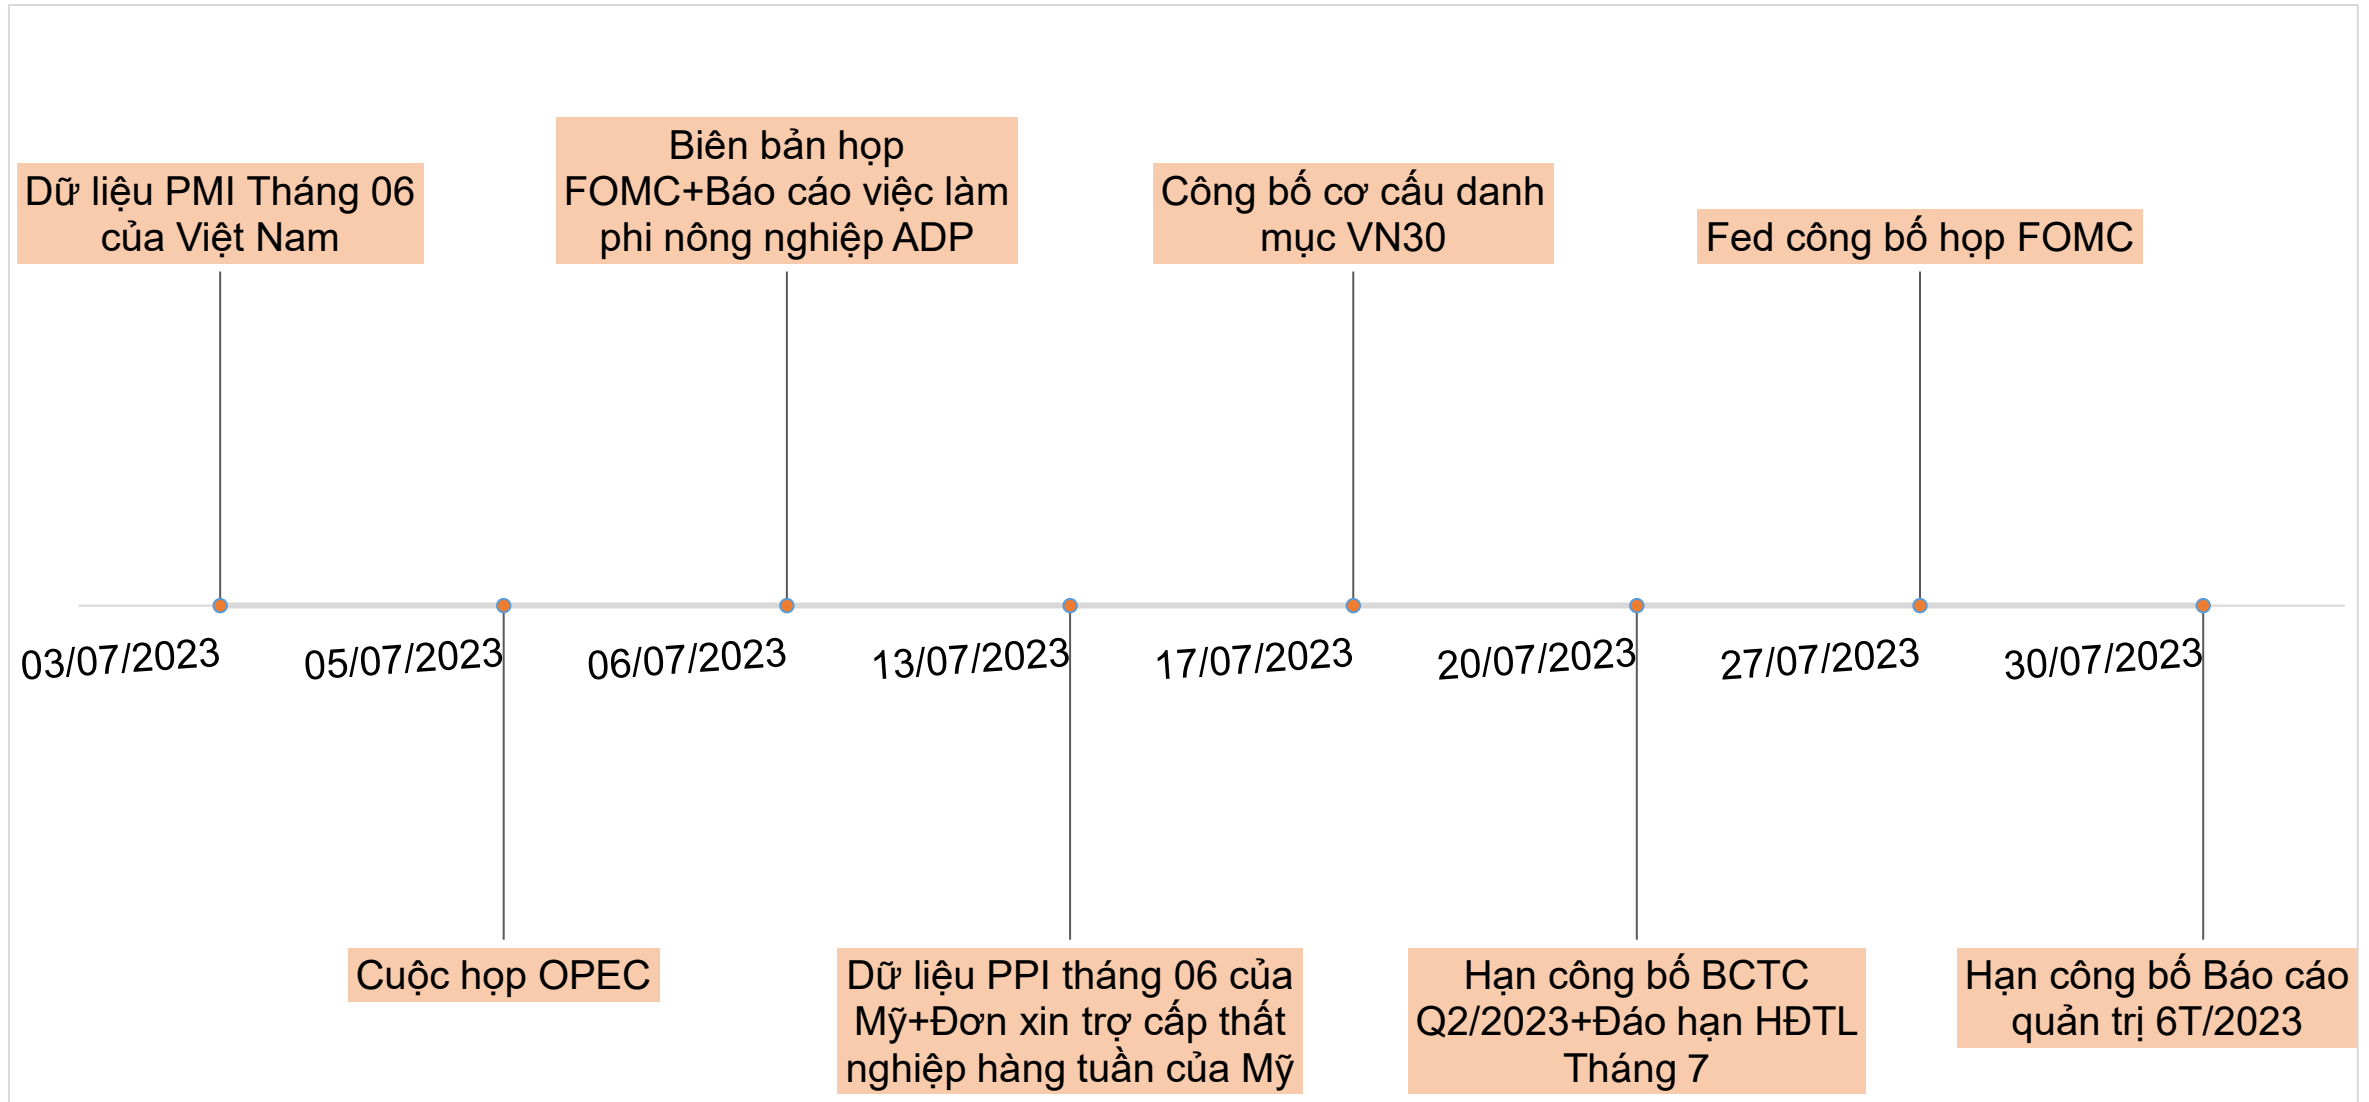 Dữ liệu PMI Tháng 06
của Việt Nam
Biên bản họp
FOMC+Báo cáo việc làm
phi nông nghiệp ADP
Công bố cơ cấu danh
mục VN30
Fed công bố họp FOMC
03/07/2023
05/07/2023
06/07/2023
13/07/2023
17/07/2023
20/07/2023
27/07/2023
30/07/2023
Cuộc họp OPEC
Dữ liệu PPI tháng 06 của
Mỹ+Đơn xin trợ cấp thất
nghiệp hàng tuần của Mỹ
Hạn công bố BCTC
Q2/2023+Đáo hạn HĐTL
Tháng 7
Hạn công bố Báo cáo
quản trị 6T/2023